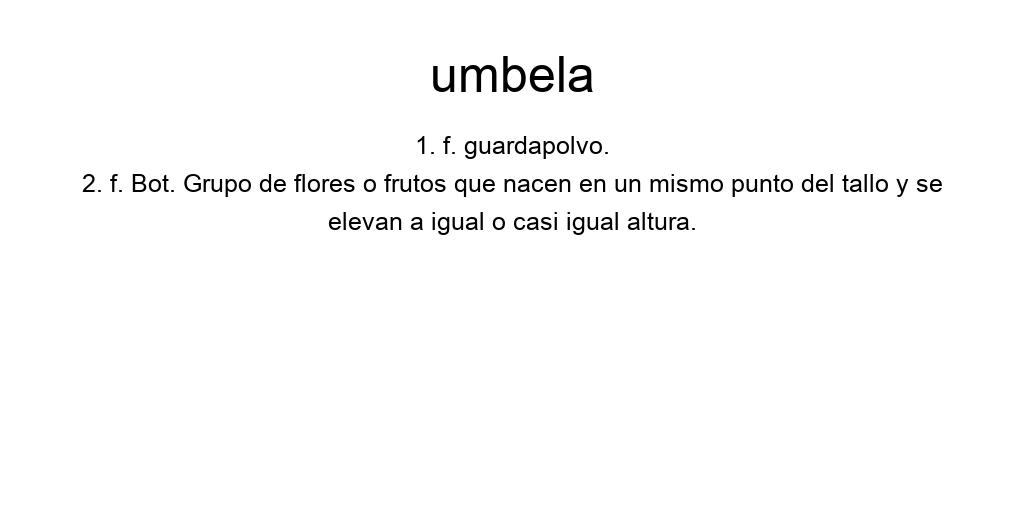 umbela
1. f. guardapolvo.
2. f. Bot. Grupo de flores o frutos que nacen en un mismo punto del tallo y se
elevan a igual o casi igual altura.